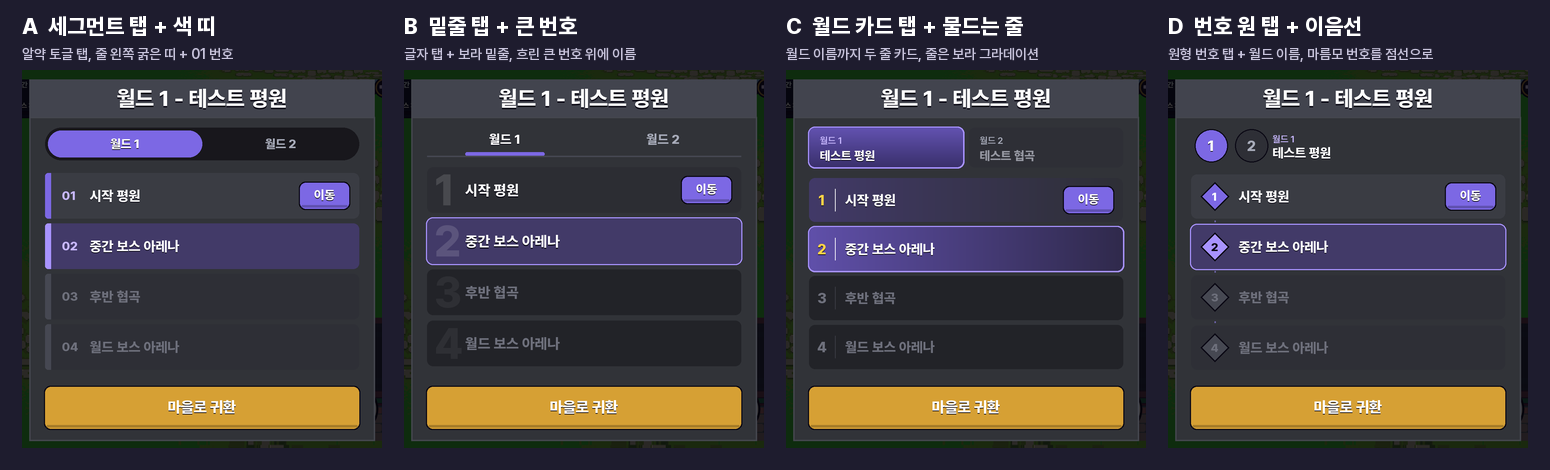 A 세그먼트 탭 + 색 띠
알약 토글 탭, 줄 왼쪽 굵은 띠 + 01 번호
월드 1 - 테스트 평원
월드 1
월드 2
01 시작 평원 이동
02 중간 보스 아레나
03 후반 협곡
04 월드 보스 아레나
마을로 귀환
B 밑줄 탭 + 큰 번호
글자 탭 + 보라 밑줄, 흐린 큰 번호 위에 이름
월드 1 - 테스트 평원
월드 1
월드 2
1 시작 평원 이동
2 중간 보스 아레나
3 후반 협곡
4 월드 보스 아레나
마을로 귀환
C 월드 카드 탭 + 물드는 줄
월드 이름까지 두 줄 카드, 줄은 보라 그라데이션
월드 1 - 테스트 평원
월드 1
테스트 평원
월드 2
테스트 협곡
1 시작 평원 이동
2 중간 보스 아레나
3 후반 협곡
4 월드 보스 아레나
마을로 귀환
D 번호 원 탭 + 이음선
원형 번호 탭 + 월드 이름, 마름모 번호를 점선으로
월드 1 - 테스트 평원
1
2
월드 1
테스트 평원
1 시작 평원 이동
2 중간 보스 아레나
3 후반 협곡
4 월드 보스 아레나
마을로 귀환